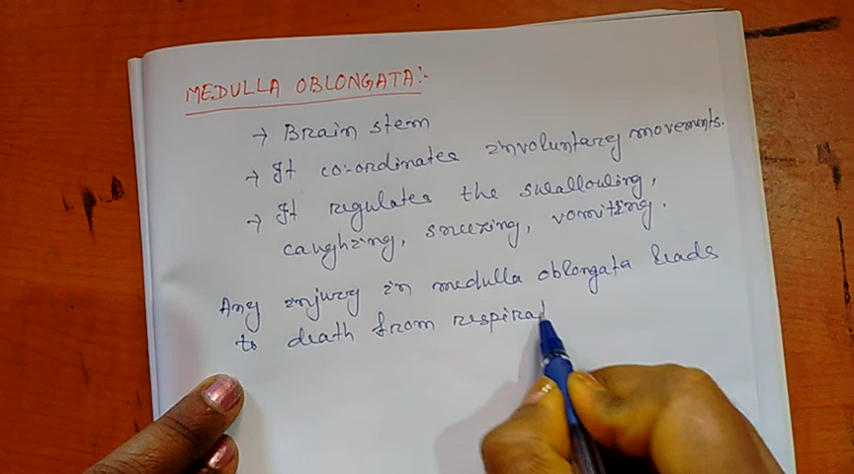 MEDULLA OBLONGATA:-
→ Brain stem
→ It co-ordinates involuntary movements.
→ It regulates the swallowing,
caughing, sneezing, vomiting.
Any injury in medulla oblongata leads
to death from respirat